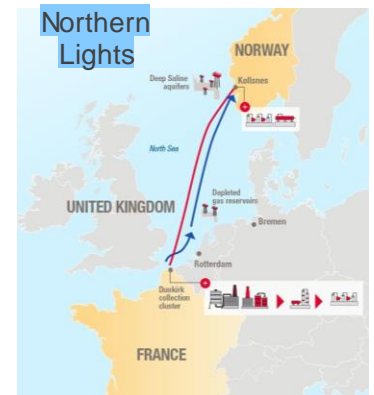 Northern
Lights
NORWAY
Deep Saline
aquifers
Kollsnes
North Sea
Depleted
gas reservoirs
UNITED KINGDOM
Bremen
Rotterdam
Dunkirk
collection
cluster
FRANCE